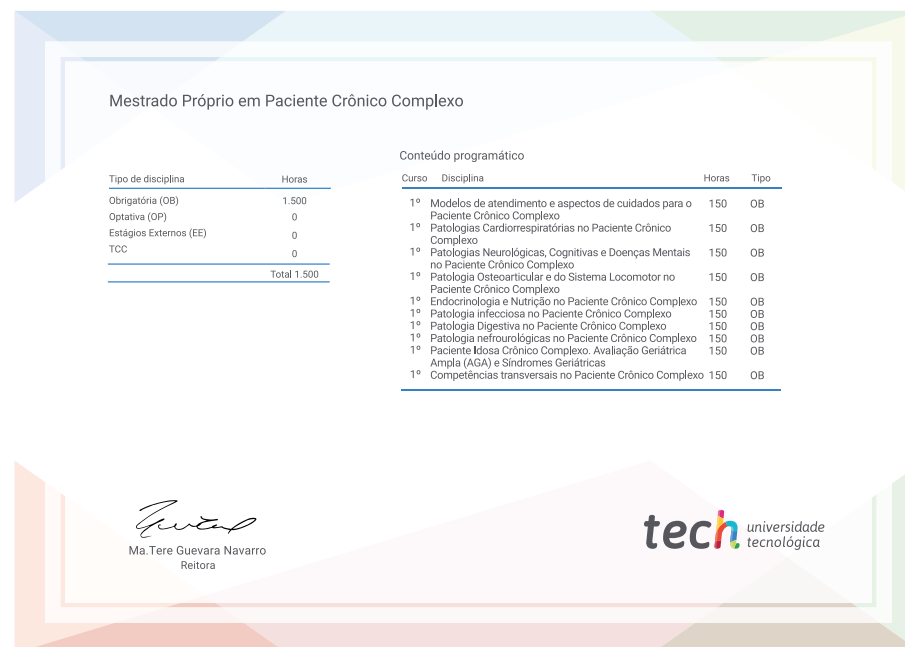 Mestrado Próprio em Paciente Crônico Complexo
Tipo de disciplina Horas
Obrigatória (OB) 1.500
Optativa (OP) 0
Estágios Externos (EE) 0
TCC 0
Total 1.500
Conteúdo programático
Curso Disciplina Horas Tipo
1º Modelos de atendimento e aspectos de cuidados para o 150 OB
Paciente Crônico Complexo
1º Patologias Cardiorrespiratórias no Paciente Crônico 150 OB
Complexo
1º Patologias Neurológicas, Cognitivas e Doenças Mentais 150 OB
no Paciente Crônico Complexo
1º Patologia Osteoarticular e do Sistema Locomotor no 150 OB
Paciente Crônico Complexo
1º Endocrinologia e Nutrição no Paciente Crônico Complexo 150 OB
1º Patologia infecciosa no Paciente Crônico Complexo 150 OB
1º Patologia Digestiva no Paciente Crônico Complexo 150 OB
1º Patologia nefrourológicas no Paciente Crônico Complexo 150 OB
1º Paciente Idosa Crônico Complexo. Avaliação Geriátrica 150 OB
Ampla (AGA) e Síndromes Geriátricas
1º Competências transversais no Paciente Crônico Complexo 150 OB
Ma.Tere Guevara Navarro
Reitora
tech universidade
tecnológica